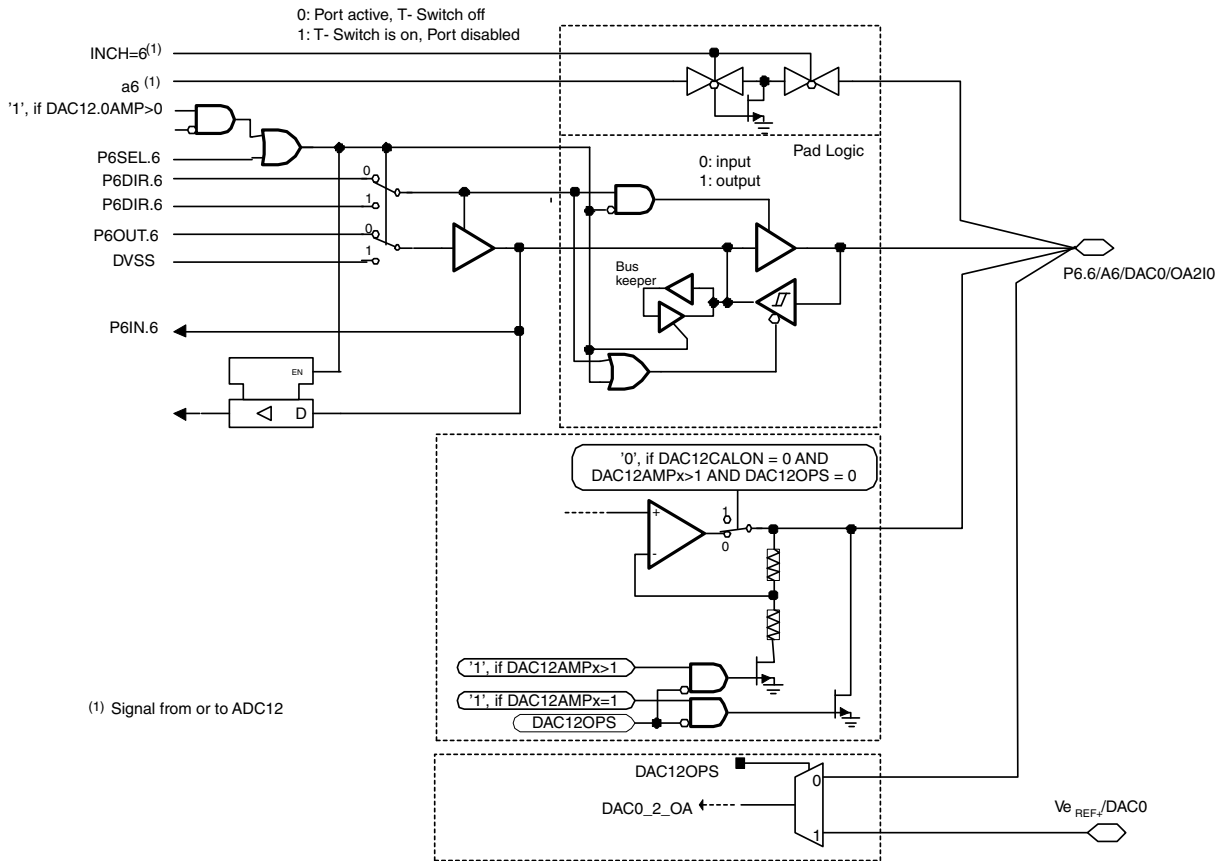 0: Port active, T- Switch off
1: T- Switch is on, Port disabled
INCH=6(1)
a6 (1)
'1', if DAC12.0AMP>0
P6SEL.6
P6DIR.6
P6DIR.6
P6OUT.6
DVSS
P6IN.6
0
1
0
1
EN
D
Pad Logic
0: input
1: output
Bus
keeper
P6.6/A6/DAC0/OA2I0
'0', if DAC12CALON = 0 AND
DAC12AMPx>1 AND DAC12OPS = 0
+
-
1
0
'1', if DAC12AMPx>1
'1', if DAC12AMPx=1
DAC12OPS
(1) Signal from or to ADC12
DAC12OPS
0
DAC0_2_OA
1
Ve REF+/DAC0